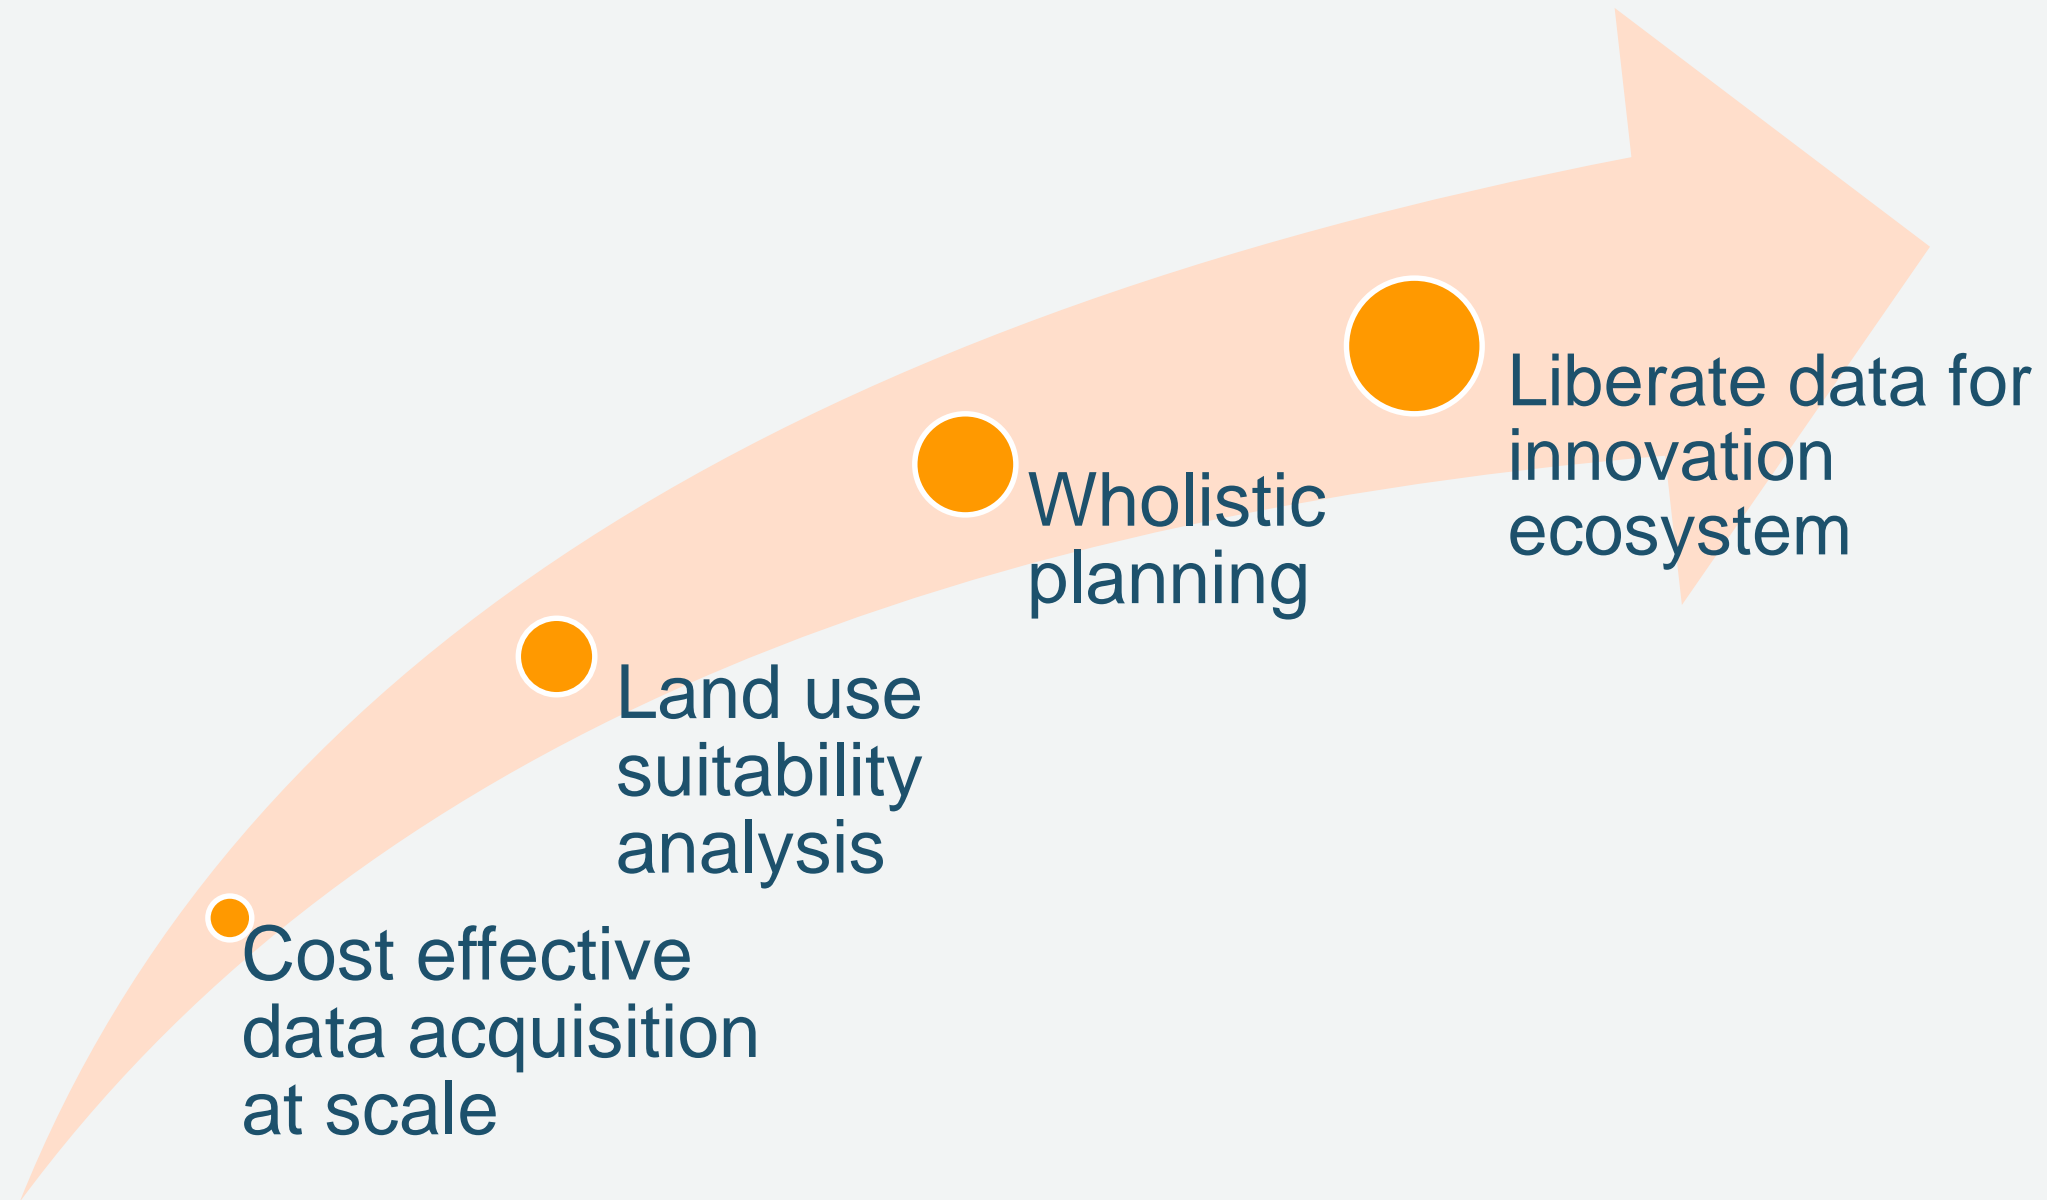 Cost effective
data acquisition
at scale
Land use
suitability
analysis
Wholistic
planning
Liberate data for
innovation
ecosystem